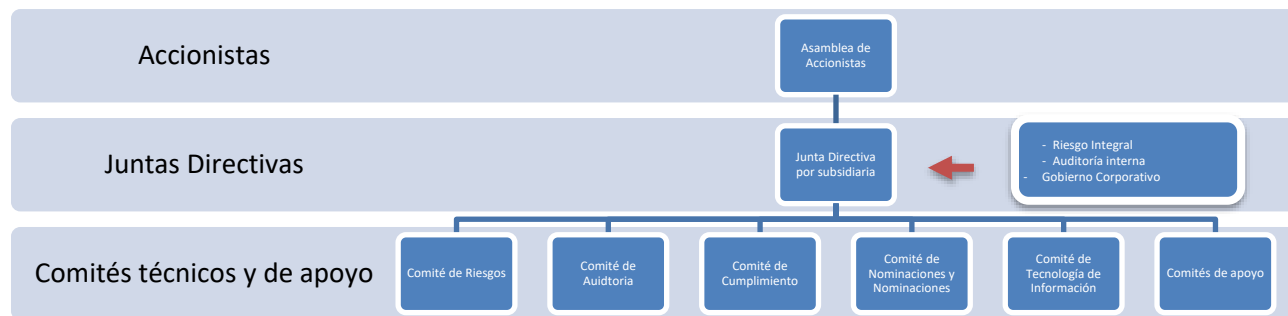 Accionistas
Asamblea de
Accionistas
Juntas Directivas
Junta Directiva
por subsidiaria
- Riesgo Integral
- Auditoría interna
- Gobierno Corporativo
Comités técnicos y de apoyo
Comité de Riesgos
Comité de
Auidtoria
Comité de
Cumplimiento
Comité de
Nominaciones y
Nominaciones
Comité de
Tecnología de
Información
Comités de apoyo